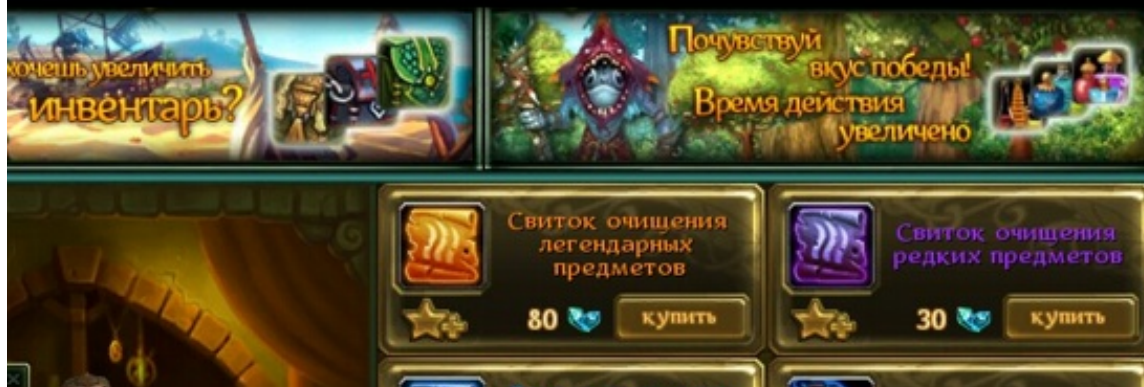 хочешь увеличить
инвентарь?
Почувствуй
вкус победы!
Время действия
увеличено
Свиток очищения
легендарных
предметов
80
купить
Свиток очищения
редких предметов
30
купить